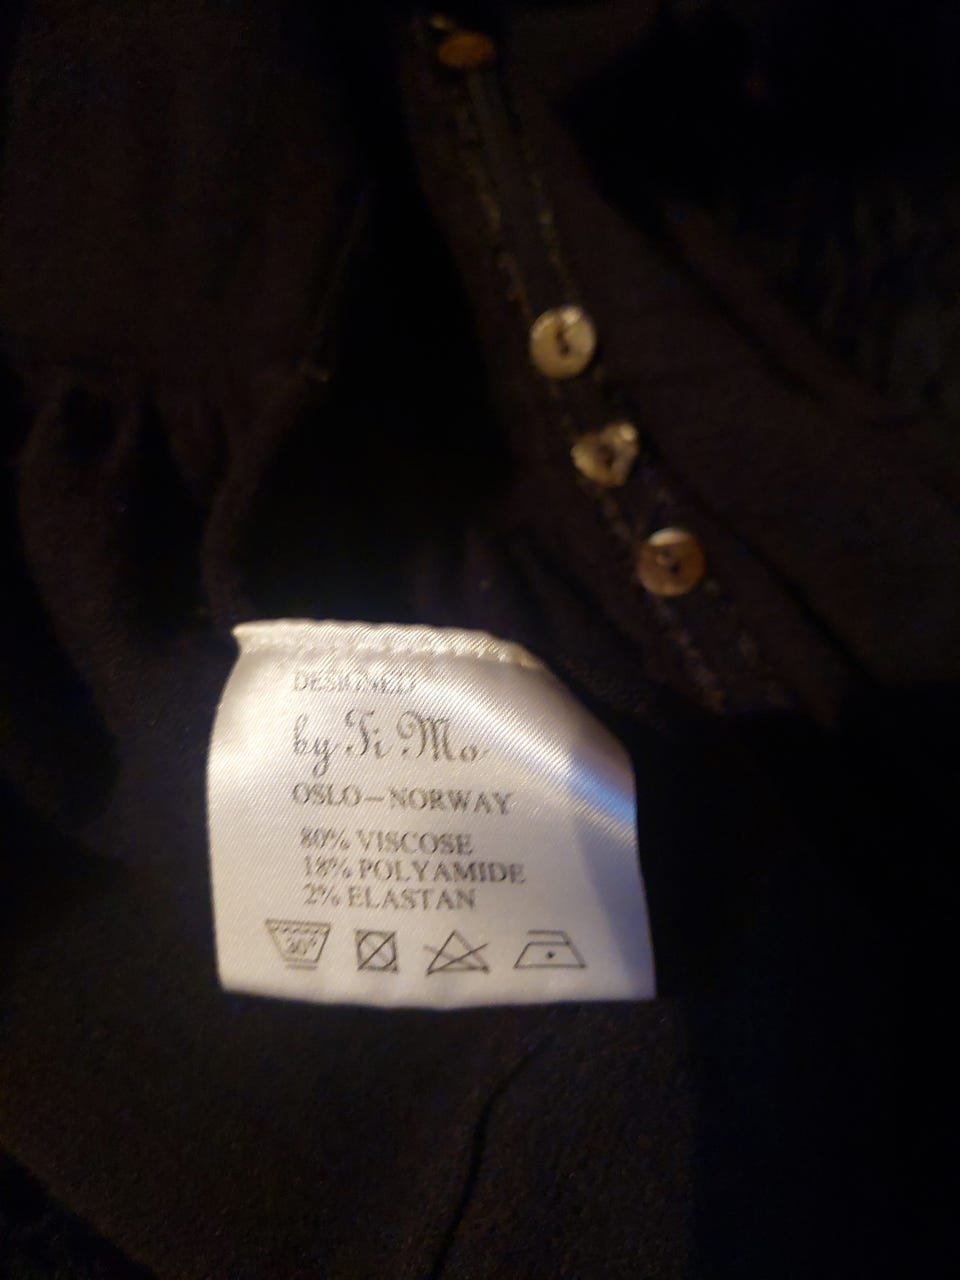 DESIGNED
by Ti Mo
OSLO–NORWAY
80% VISCOSE
18% POLYAMIDE
2% ELASTAN
30°